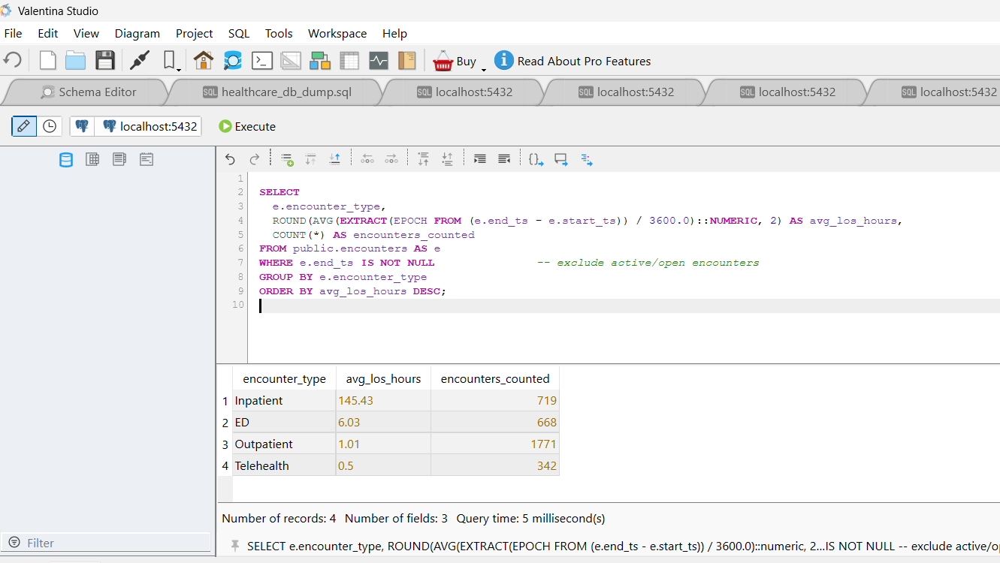 Valentina Studio
File Edit View Diagram Project SQL Tools Workspace Help
Buy Read About Pro Features
Schema Editor SQL healthcare_db_dump.sql SQL localhost:5432 SQL localhost:5432 SQL localhost:5432 SQL localhost:5432
localhost:5432 Execute
1
2 SELECT
3 e.encounter_type,
4 ROUND(AVG(EXTRACT(EPOCH FROM (e.end_ts - e.start_ts)) / 3600.0)::NUMERIC, 2) AS avg_los_hours,
5 COUNT(*) AS encounters_counted
6 FROM public.encounters AS e
7 WHERE e.end_ts IS NOT NULL -- exclude active/open encounters
8 GROUP BY e.encounter_type
9 ORDER BY avg_los_hours DESC;
10
encounter_type avg_los_hours encounters_counted
1 Inpatient 145.43 719
2 ED 6.03 668
3 Outpatient 1.01 1771
4 Telehealth 0.5 342
Number of records: 4 Number of fields: 3 Query time: 5 millisecond(s)
Filter
SELECT e.encounter_type, ROUND(AVG(EXTRACT(EPOCH FROM (e.end_ts - e.start_ts)) / 3600.0)::numeric, 2...IS NOT NULL -- exclude active/o